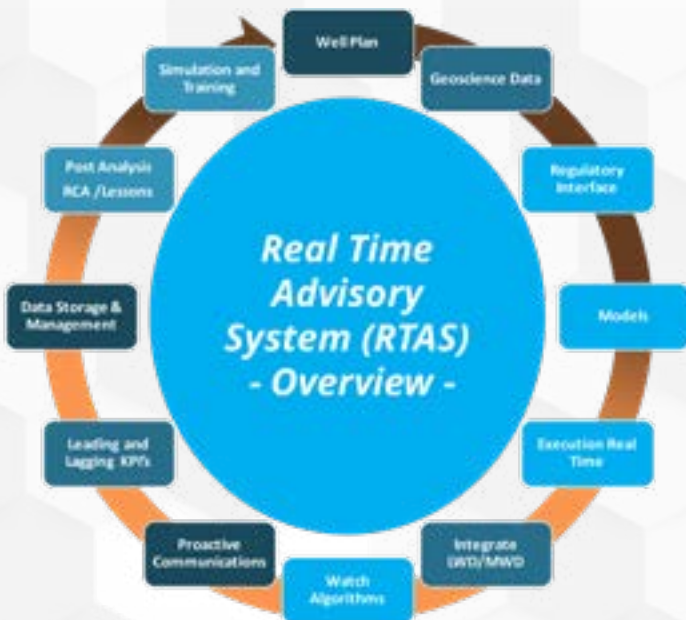 Well Plan
Geoscience Data
Regulatory
Interface
Models
Execution Real
Time
Integrate
LWD/MWD
Watch
Algorithms
Proactive
Communications
Leading and
Lagging KPI's
Data Storage &
Management
Post Analysis
RCA /Lessons
Simulation and
Training
Real Time
Advisory
System (RTAS)
- Overview -